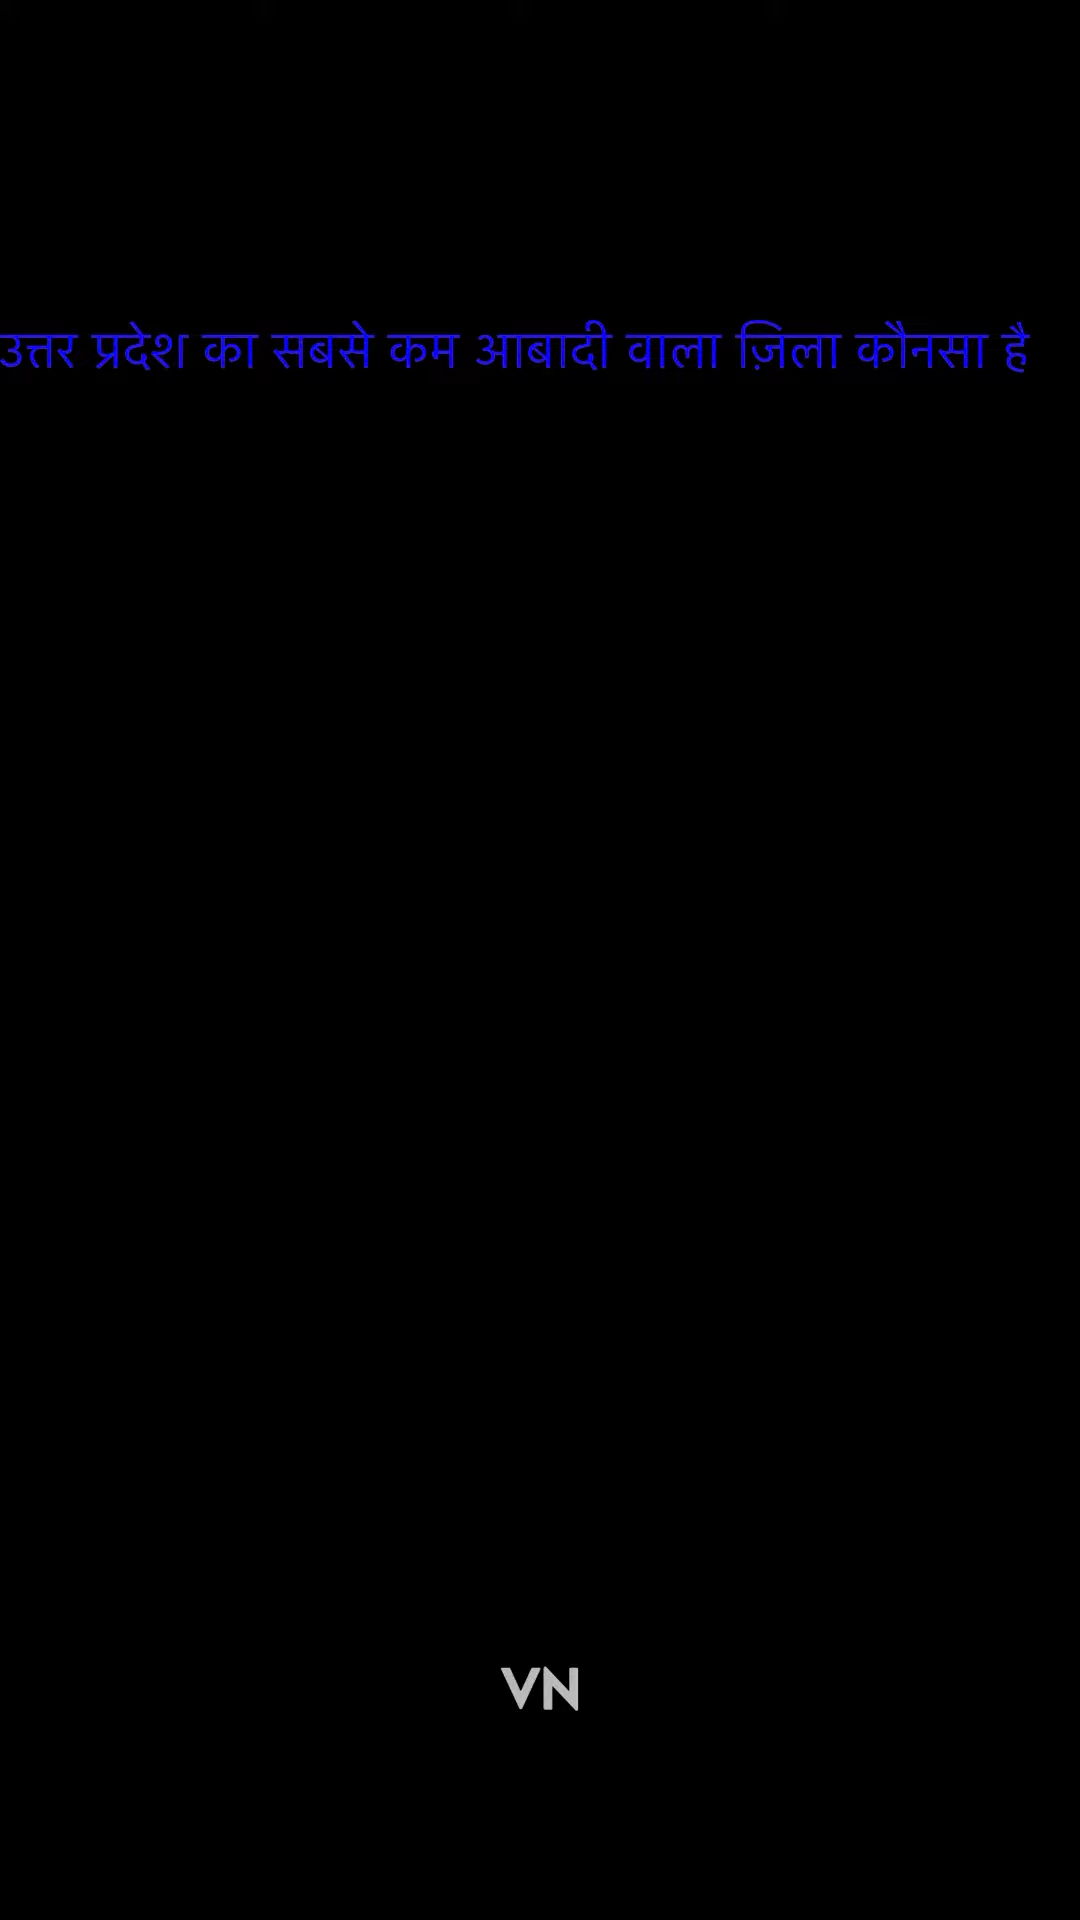 उत्तर प्रदेश का सबसे कम आबादी वाला ज़िला कौनसा है
VN